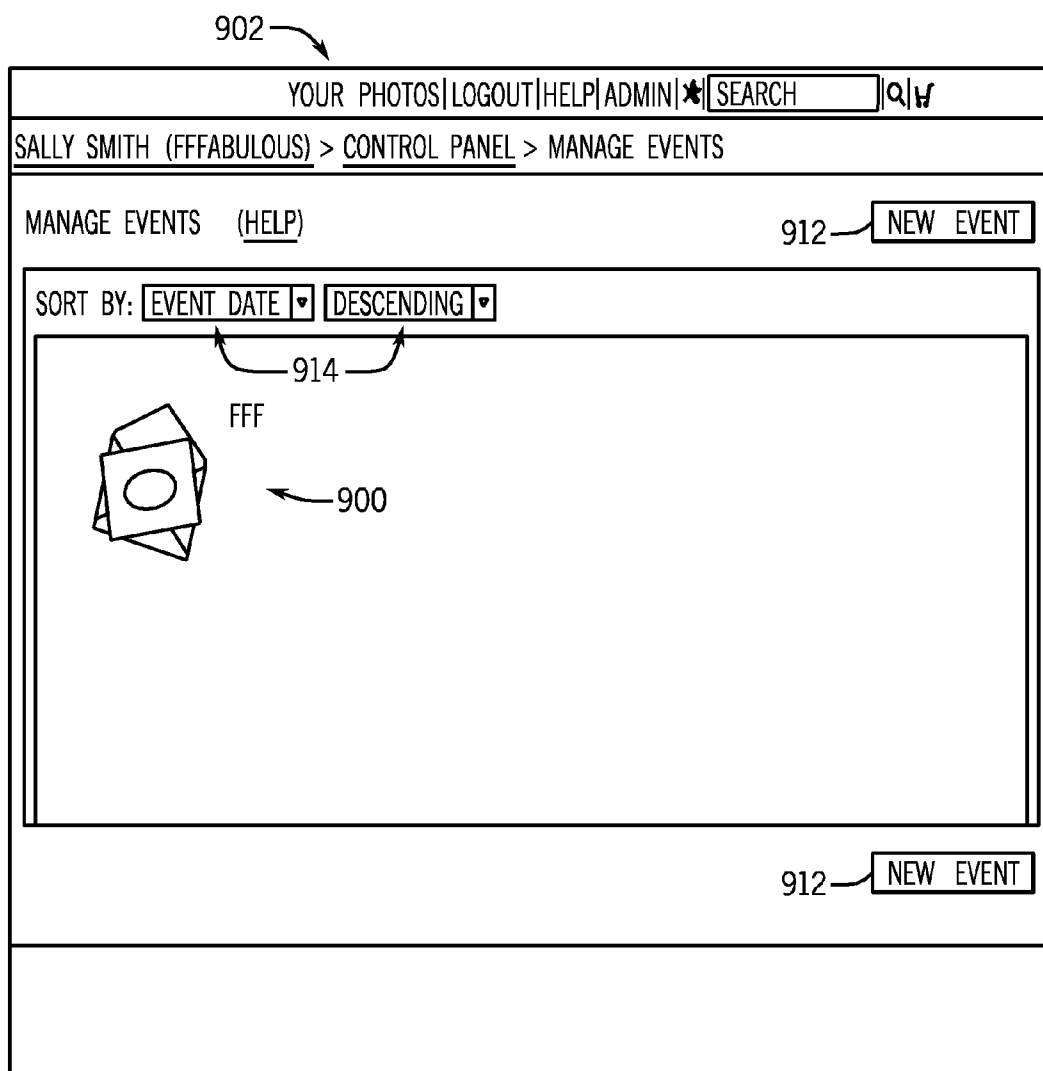 902
YOUR PHOTOS|LOGOUT|HELP|ADMIN| |SEARCH
SALLY SMITH (FFFABULOUS) > CONTROL PANEL > MANAGE EVENTS
MANAGE EVENTS (HELP)
912 NEW EVENT
SORT BY: EVENT DATE DESCENDING
914
FFF
900
912 NEW EVENT